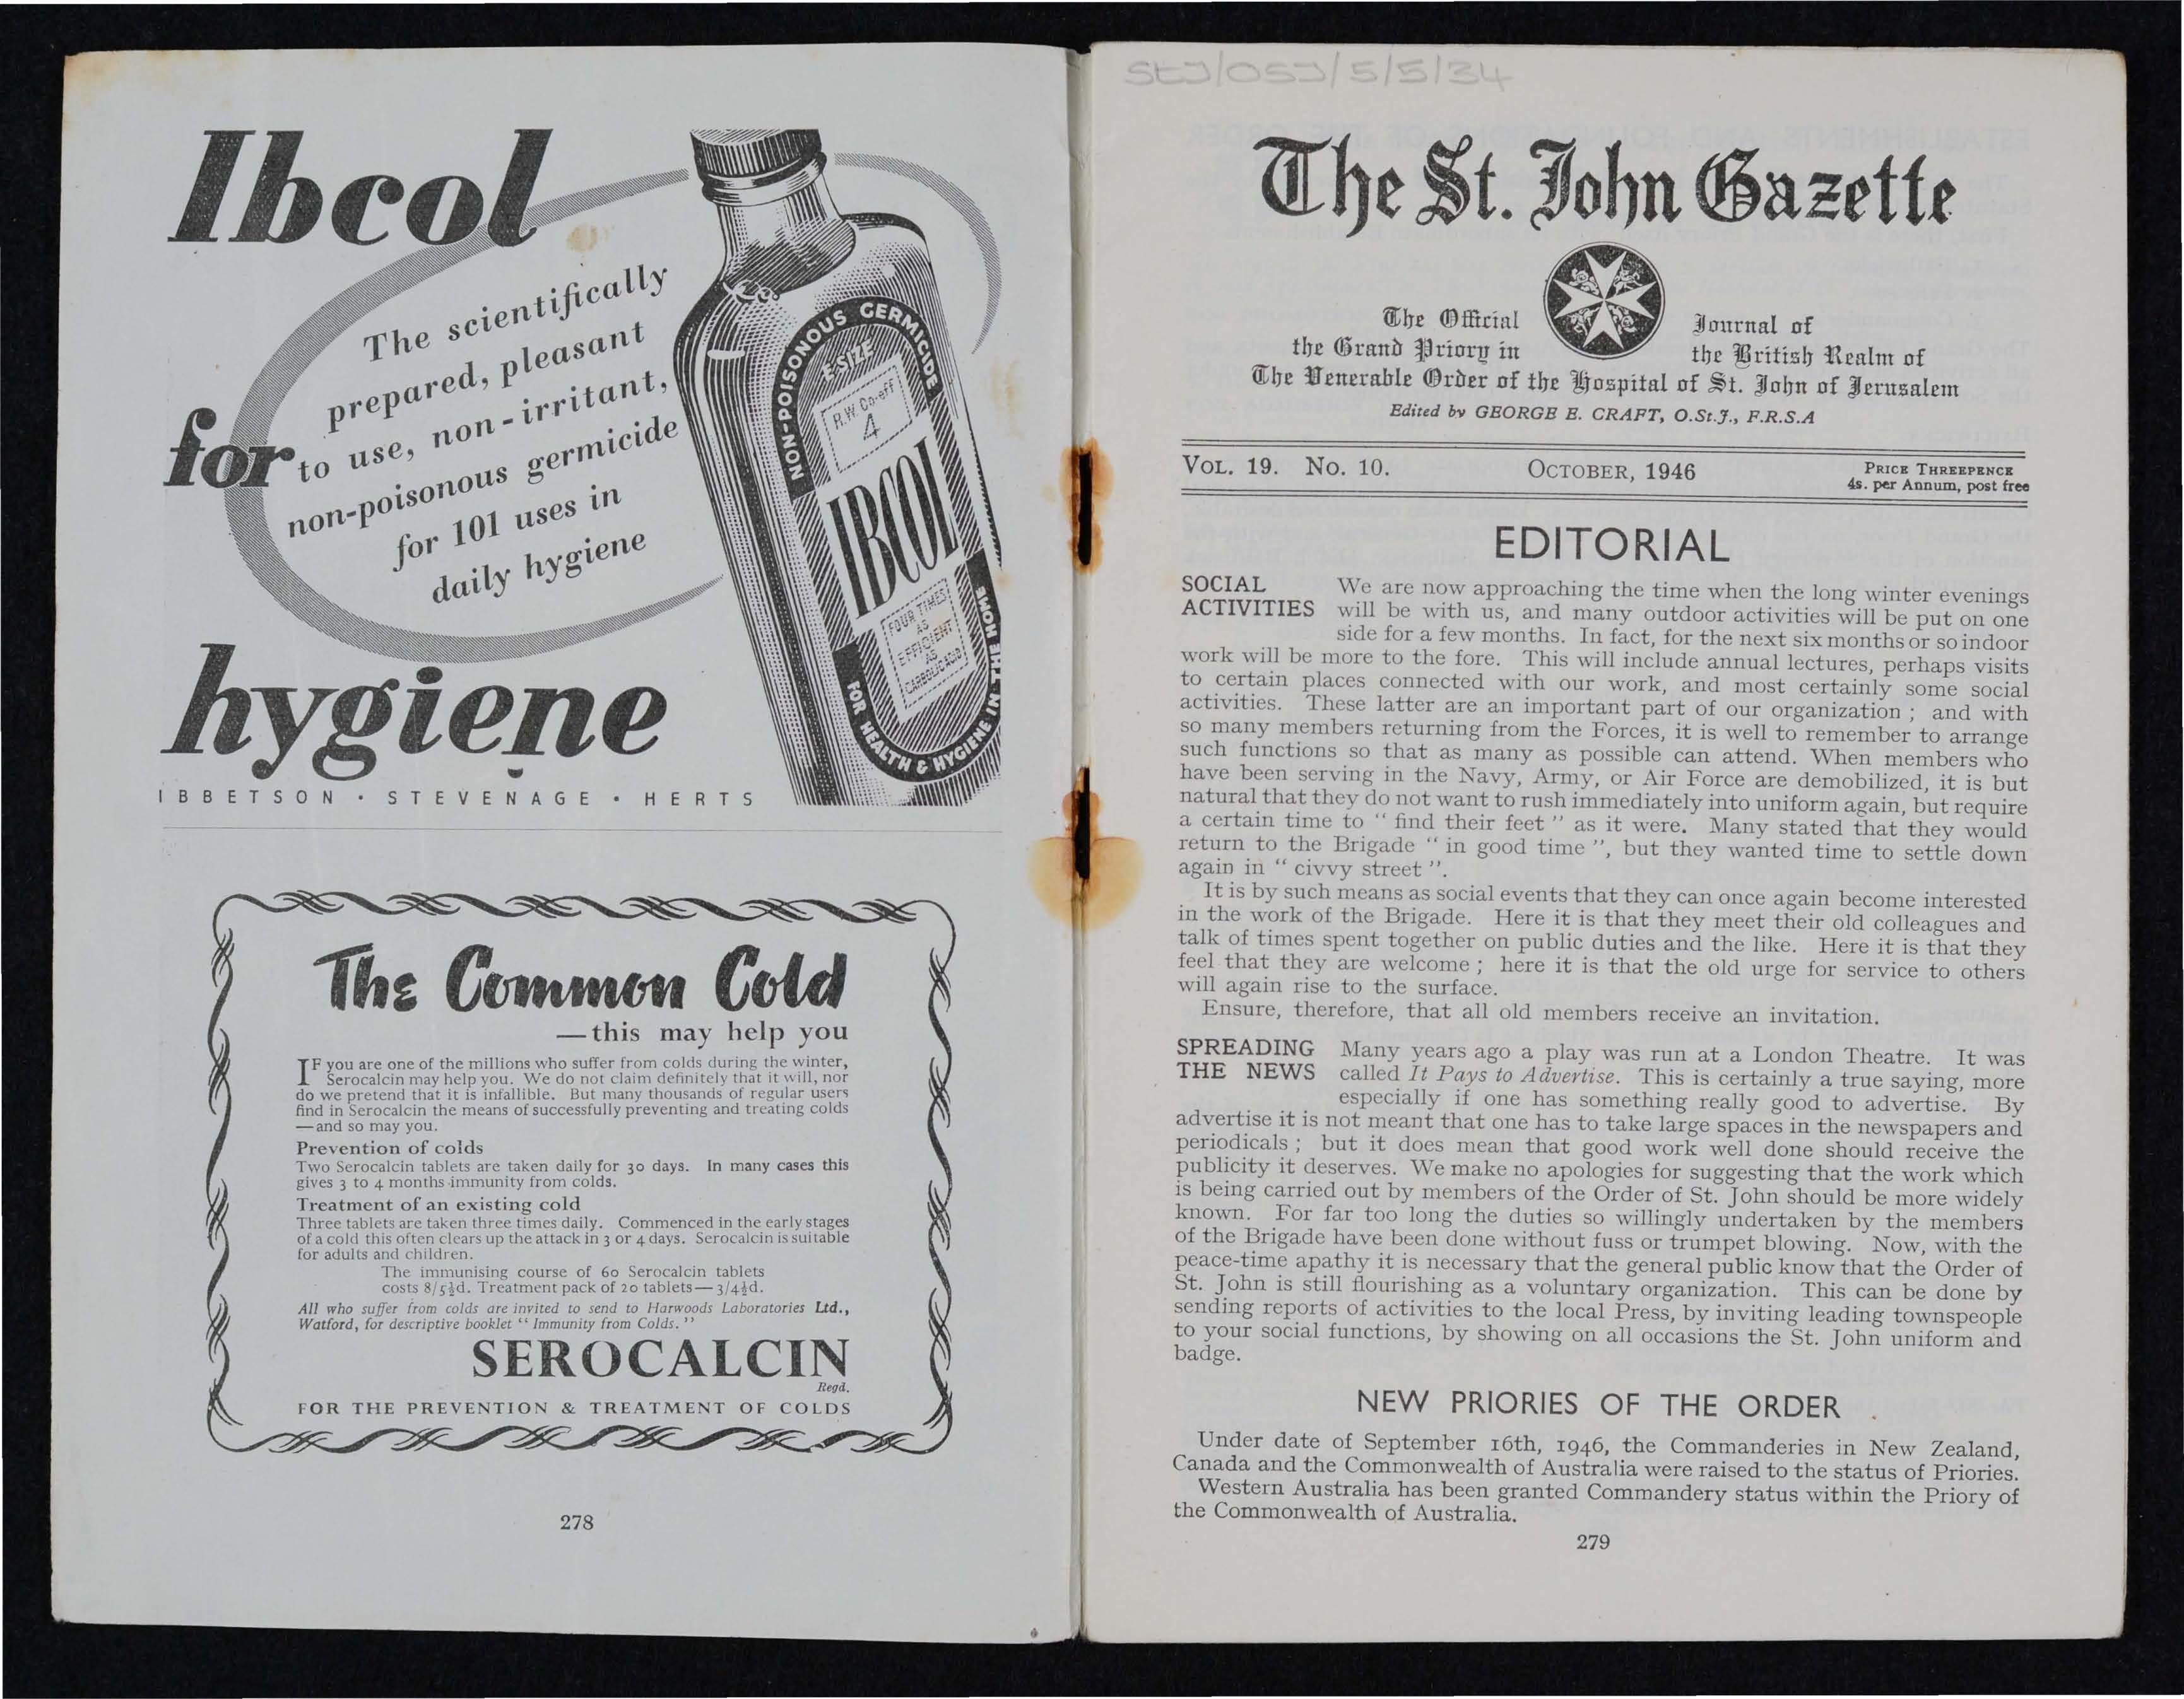 Ibcol
The scientifically
prepared, pleasant
to use, non-irritant,
non-poisonous germicide
for 101 uses in
daily hygiene
for
hygiene
NON-POISONOUS GERMICIDE
E-SIZE
R.W. Co-eff
4
IBCOL
FOUR TIMES
AS
EFFICIENT
AS
CARBOLIC ACID
FOR HEALTH & HYGIENE IN THE HOME
IBBETSON · STEVENAGE · HERTS
The Common Cold
—this may help you
IF you are one of the millions who suffer from colds during the winter,
Serocalcin may help you. We do not claim definitely that it will, nor
do we pretend that it is infallible. But many thousands of regular users
find in Serocalcin the means of successfully preventing and treating colds
—and so may you.
Prevention of colds
Two Serocalcin tablets are taken daily for 30 days. In many cases this
gives 3 to 4 months immunity from colds.
Treatment of an existing cold
Three tablets are taken three times daily. Commenced in the early stages
of a cold this often clears up the attack in 3 or 4 days. Serocalcin is suitable
for adults and children.
The immunising course of 60 Serocalcin tablets
costs 8/5½d. Treatment pack of 20 tablets—3/4½d.
All who suffer from colds are invited to send to Harwoods Laboratories Ltd.,
Watford, for descriptive booklet “ Immunity from Colds. ”
SEROCALCIN
Regd.
FOR THE PREVENTION & TREATMENT OF COLDS
278
StJ/OSJ/5/5/34
The St. John Gazette
The Official Journal of
the Grand Priory in the British Realm of
The Venerable Order of the Hospital of St. John of Jerusalem
Edited by GEORGE E. CRAFT, O.St.J., F.R.S.A
VOL. 19. No. 10. OCTOBER, 1946 PRICE THREEPENCE
4s. per Annum, post free
EDITORIAL
SOCIAL We are now approaching the time when the long winter evenings
ACTIVITIES will be with us, and many outdoor activities will be put on one
side for a few months. In fact, for the next six months or so indoor
work will be more to the fore. This will include annual lectures, perhaps visits
to certain places connected with our work, and most certainly some social
activities. These latter are an important part of our organization ; and with
so many members returning from the Forces, it is well to remember to arrange
such functions so that as many as possible can attend. When members who
have been serving in the Navy, Army, or Air Force are demobilized, it is but
natural that they do not want to rush immediately into uniform again, but require
a certain time to “ find their feet ” as it were. Many stated that they would
return to the Brigade “ in good time ”, but they wanted time to settle down
again in “ civvy street ”.
It is by such means as social events that they can once again become interested
in the work of the Brigade. Here it is that they meet their old colleagues and
talk of times spent together on public duties and the like. Here it is that they
feel that they are welcome ; here it is that the old urge for service to others
will again rise to the surface.
Ensure, therefore, that all old members receive an invitation.
SPREADING Many years ago a play was run at a London Theatre. It was
THE NEWS called It Pays to Advertise. This is certainly a true saying, more
especially if one has something really good to advertise. By
advertise it is not meant that one has to take large spaces in the newspapers and
periodicals ; but it does mean that good work well done should receive the
publicity it deserves. We make no apologies for suggesting that the work which
is being carried out by members of the Order of St. John should be more widely
known. For far too long the duties so willingly undertaken by the members
of the Brigade have been done without fuss or trumpet blowing. Now, with the
peace-time apathy it is necessary that the general public know that the Order of
St. John is still flourishing as a voluntary organization. This can be done by
sending reports of activities to the local Press, by inviting leading townspeople
to your social functions, by showing on all occasions the St. John uniform and
badge.
NEW PRIORIES OF THE ORDER
Under date of September 16th, 1946, the Commanderies in New Zealand,
Canada and the Commonwealth of Australia were raised to the status of Priories.
Western Australia has been granted Commandery status within the Priory of
the Commonwealth of Australia.
279